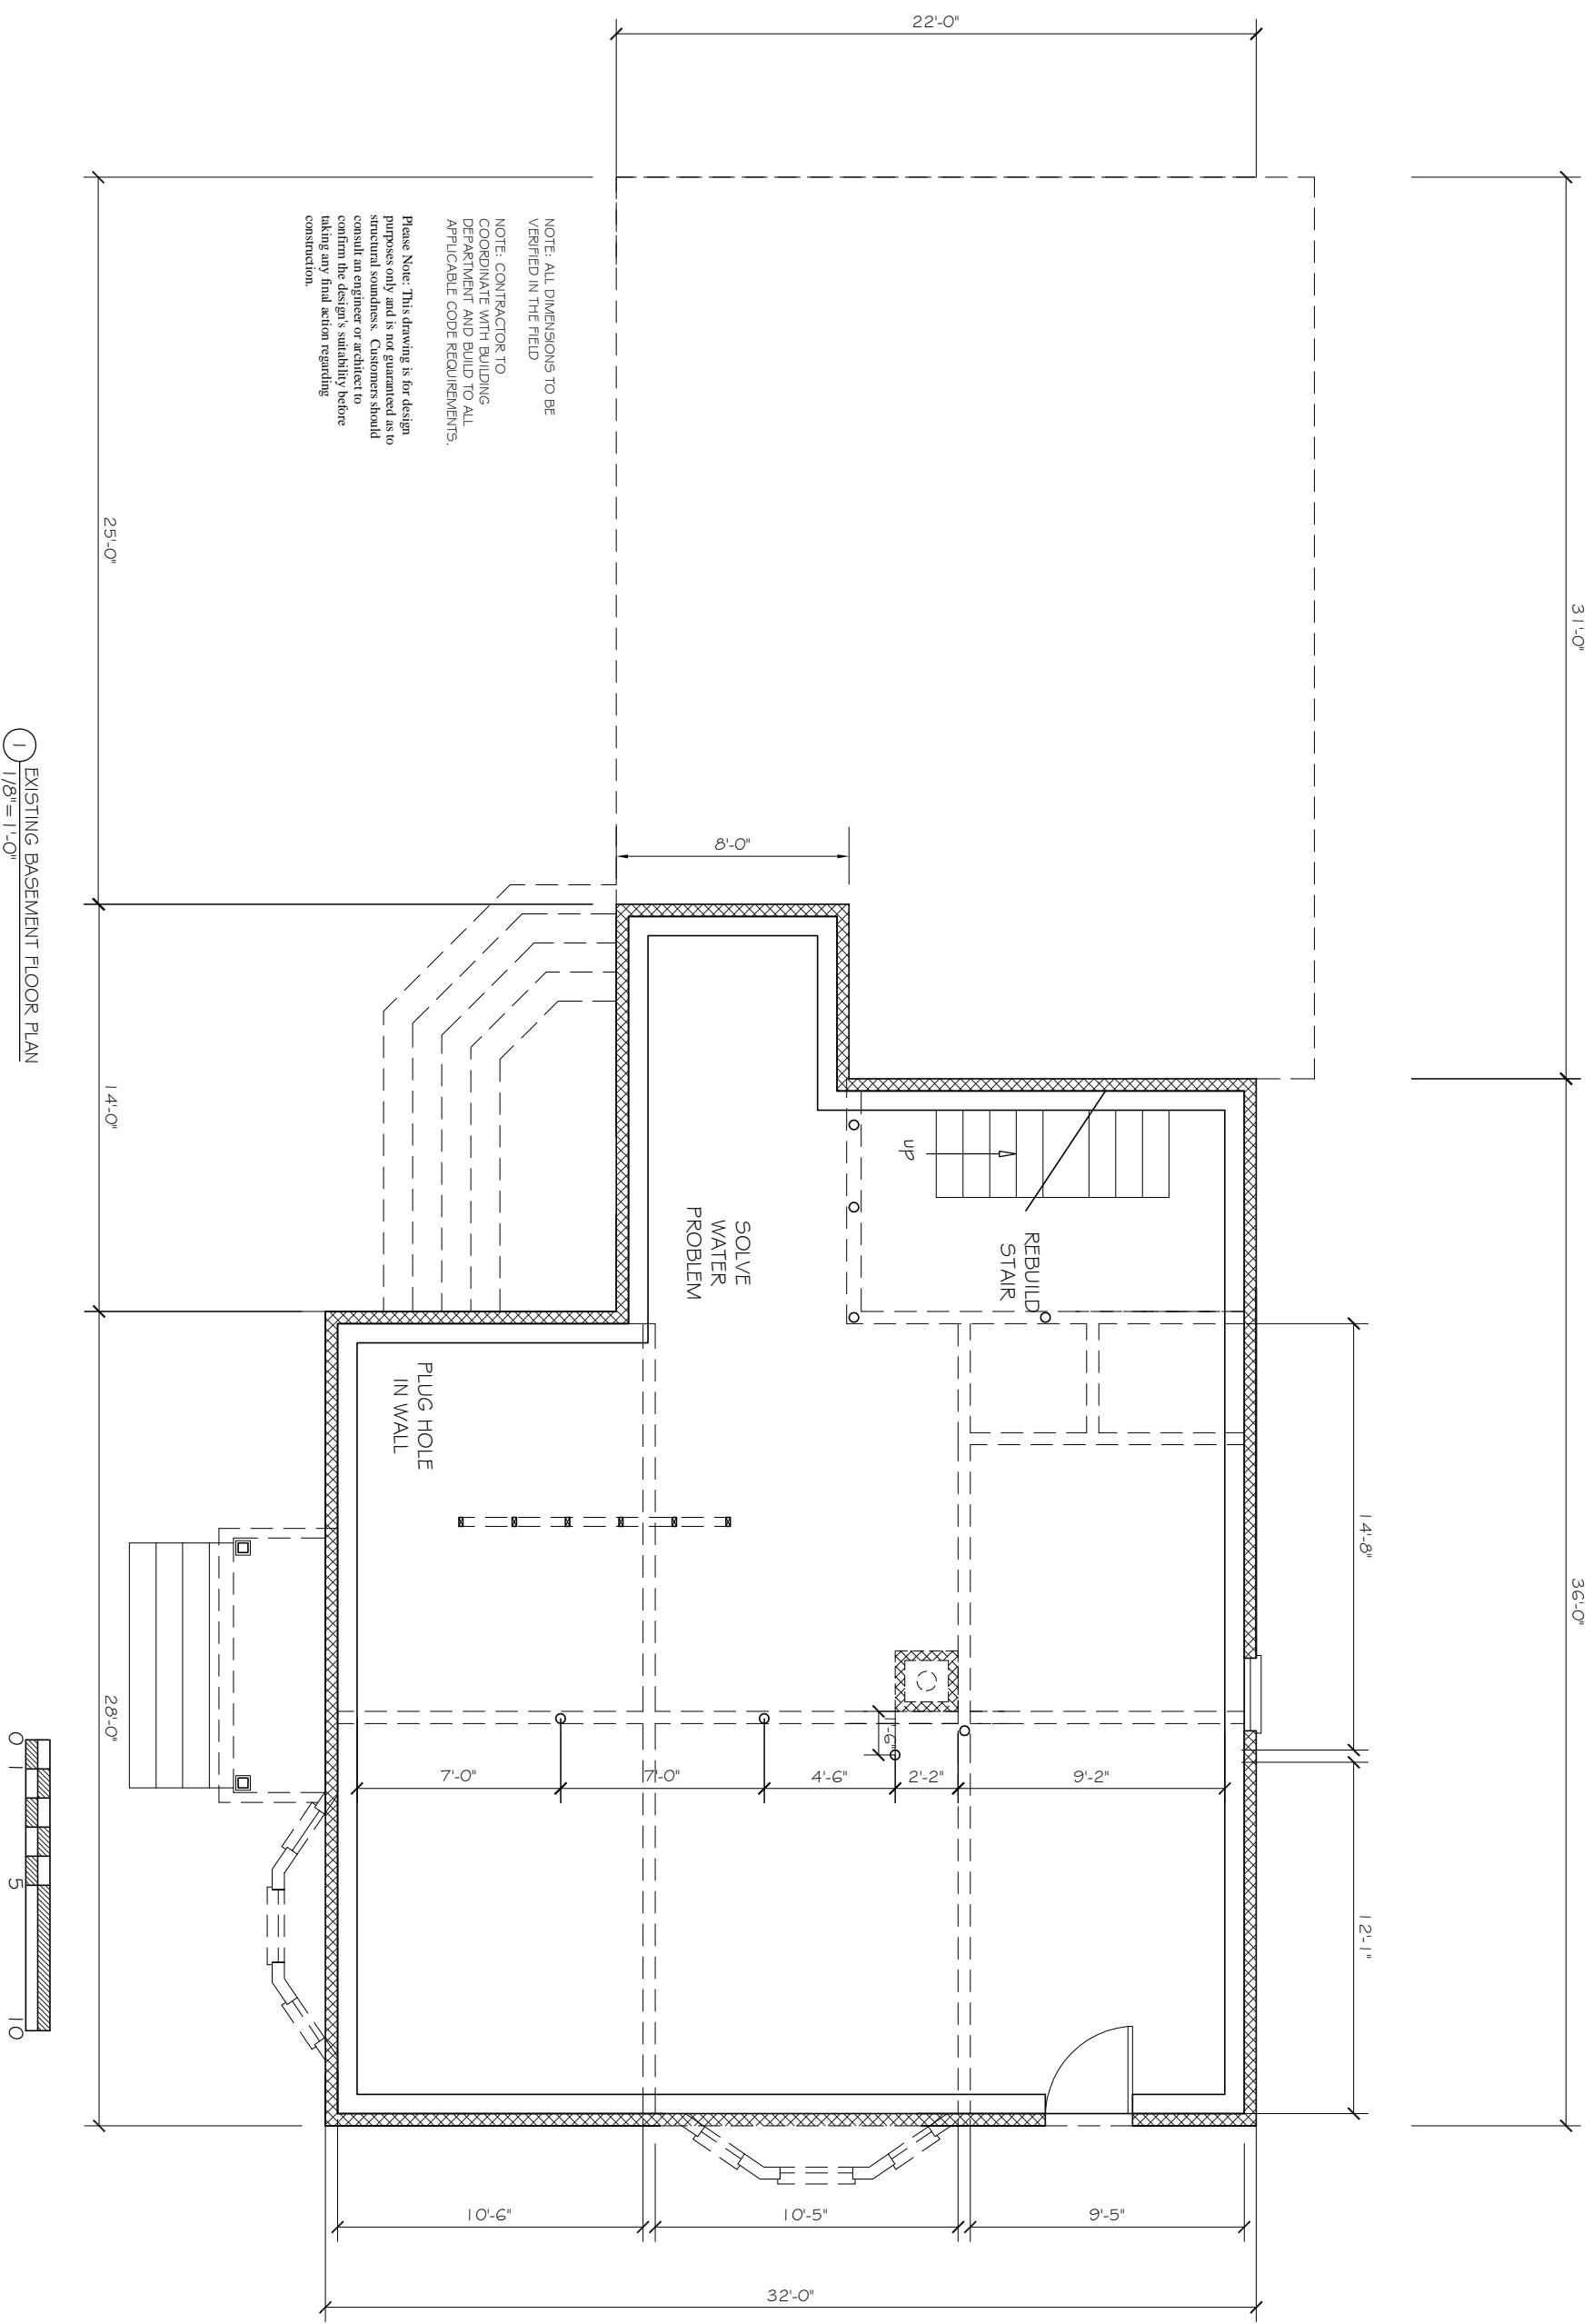 22'-0"
31'-0"
36'-0"
14'-8"
12'-1"
NOTE: ALL DIMENSIONS TO BE
VERIFIED IN THE FIELD
NOTE: CONTRACTOR TO
COORDINATE WITH BUILDING
DEPARTMENT AND BUILD TO ALL
APPLICABLE CODE REQUIREMENTS.
Please Note: This drawing is for design
purposes only and is not guaranteed as to
structural soundness. Customers should
consult an engineer or architect to
confirm the design's suitability before
taking any final action regarding
construction.
8'-0"
UP
REBUILD
STAIR
SOLVE
WATER
PROBLEM
PLUG HOLE
IN WALL
7'-0"
7'-0"
4'-6"
2'-2"
9'-2"
10'-6"
10'-5"
9'-5"
32'-0"
25'-0"
14'-0"
28'-0"
1
EXISTING BASEMENT FLOOR PLAN
1/8"=1'-0"
0 1 5 10